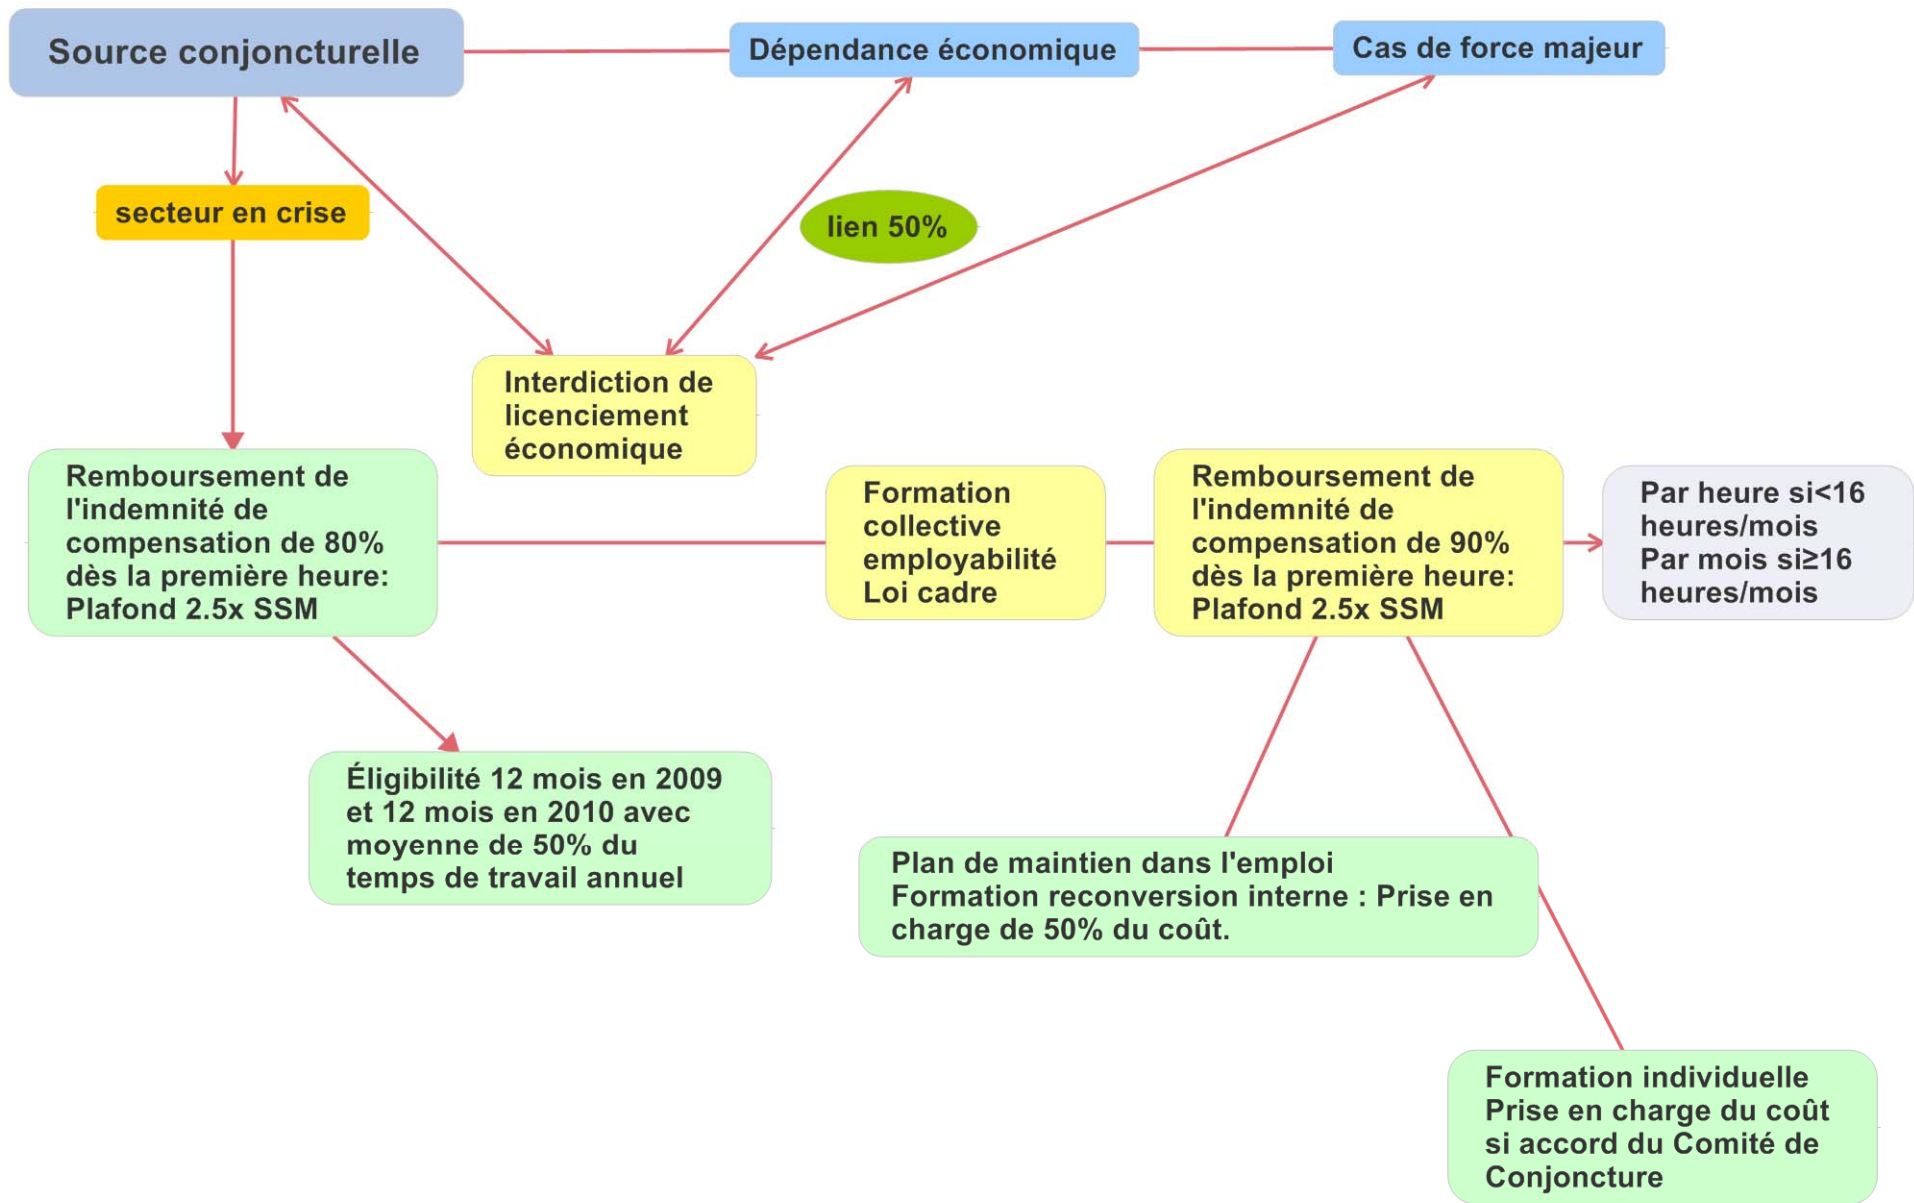 Source conjoncturelle
Dépendance économique
Cas de force majeur
secteur en crise
lien 50%
Interdiction de
licenciement
économique
Remboursement de
l'indemnité de
compensation de 80%
dès la première heure:
Plafond 2.5x SSM
Formation
collective
employabilité
Loi cadre
Remboursement de
l'indemnité de
compensation de 90%
dès la première heure:
Plafond 2.5x SSM
Par heure si<16
heures/mois
Par mois si≥16
heures/mois
Éligibilité 12 mois en 2009
et 12 mois en 2010 avec
moyenne de 50% du
temps de travail annuel
Plan de maintien dans l'emploi
Formation reconversion interne : Prise en
charge de 50% du coût.
Formation individuelle
Prise en charge du coût
si accord du Comité de
Conjoncture